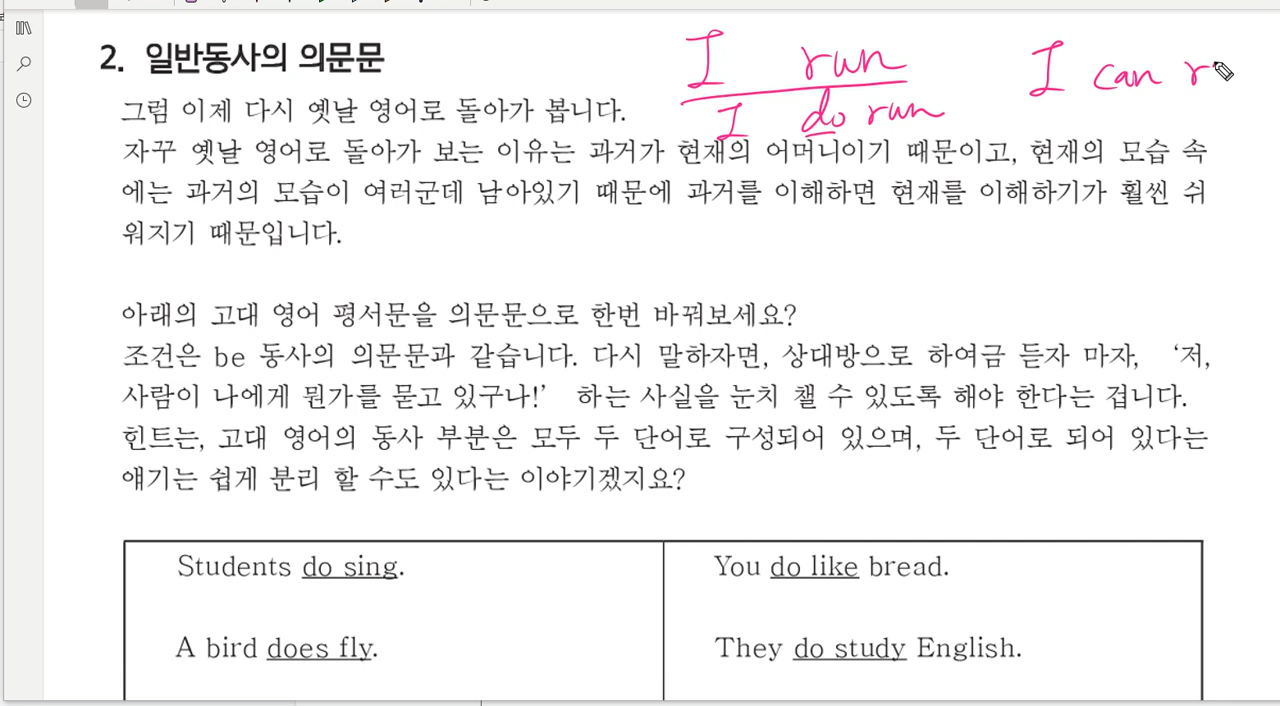 2. 일반동사의 의문문
I run
I do run
I can r
그럼 이제 다시 옛날 영어로 돌아가 봅니다.
자꾸 옛날 영어로 돌아가 보는 이유는 과거가 현재의 어머니이기 때문이고, 현재의 모습 속
에는 과거의 모습이 여러군데 남아있기 때문에 과거를 이해하면 현재를 이해하기가 훨씬 쉬
워지기 때문입니다.
아래의 고대 영어 평서문을 의문문으로 한번 바꿔보세요?
조건은 be 동사의 의문문과 같습니다. 다시 말하자면, 상대방으로 하여금 듣자 마자, ‘저,
사람이 나에게 뭔가를 묻고 있구나!’ 하는 사실을 눈치 챌 수 있도록 해야 한다는 겁니다.
힌트는, 고대 영어의 동사 부분은 모두 두 단어로 구성되어 있으며, 두 단어로 되어 있다는
얘기는 쉽게 분리 할 수도 있다는 이야기겠지요?
Students do sing.
You do like bread.
A bird does fly.
They do study English.